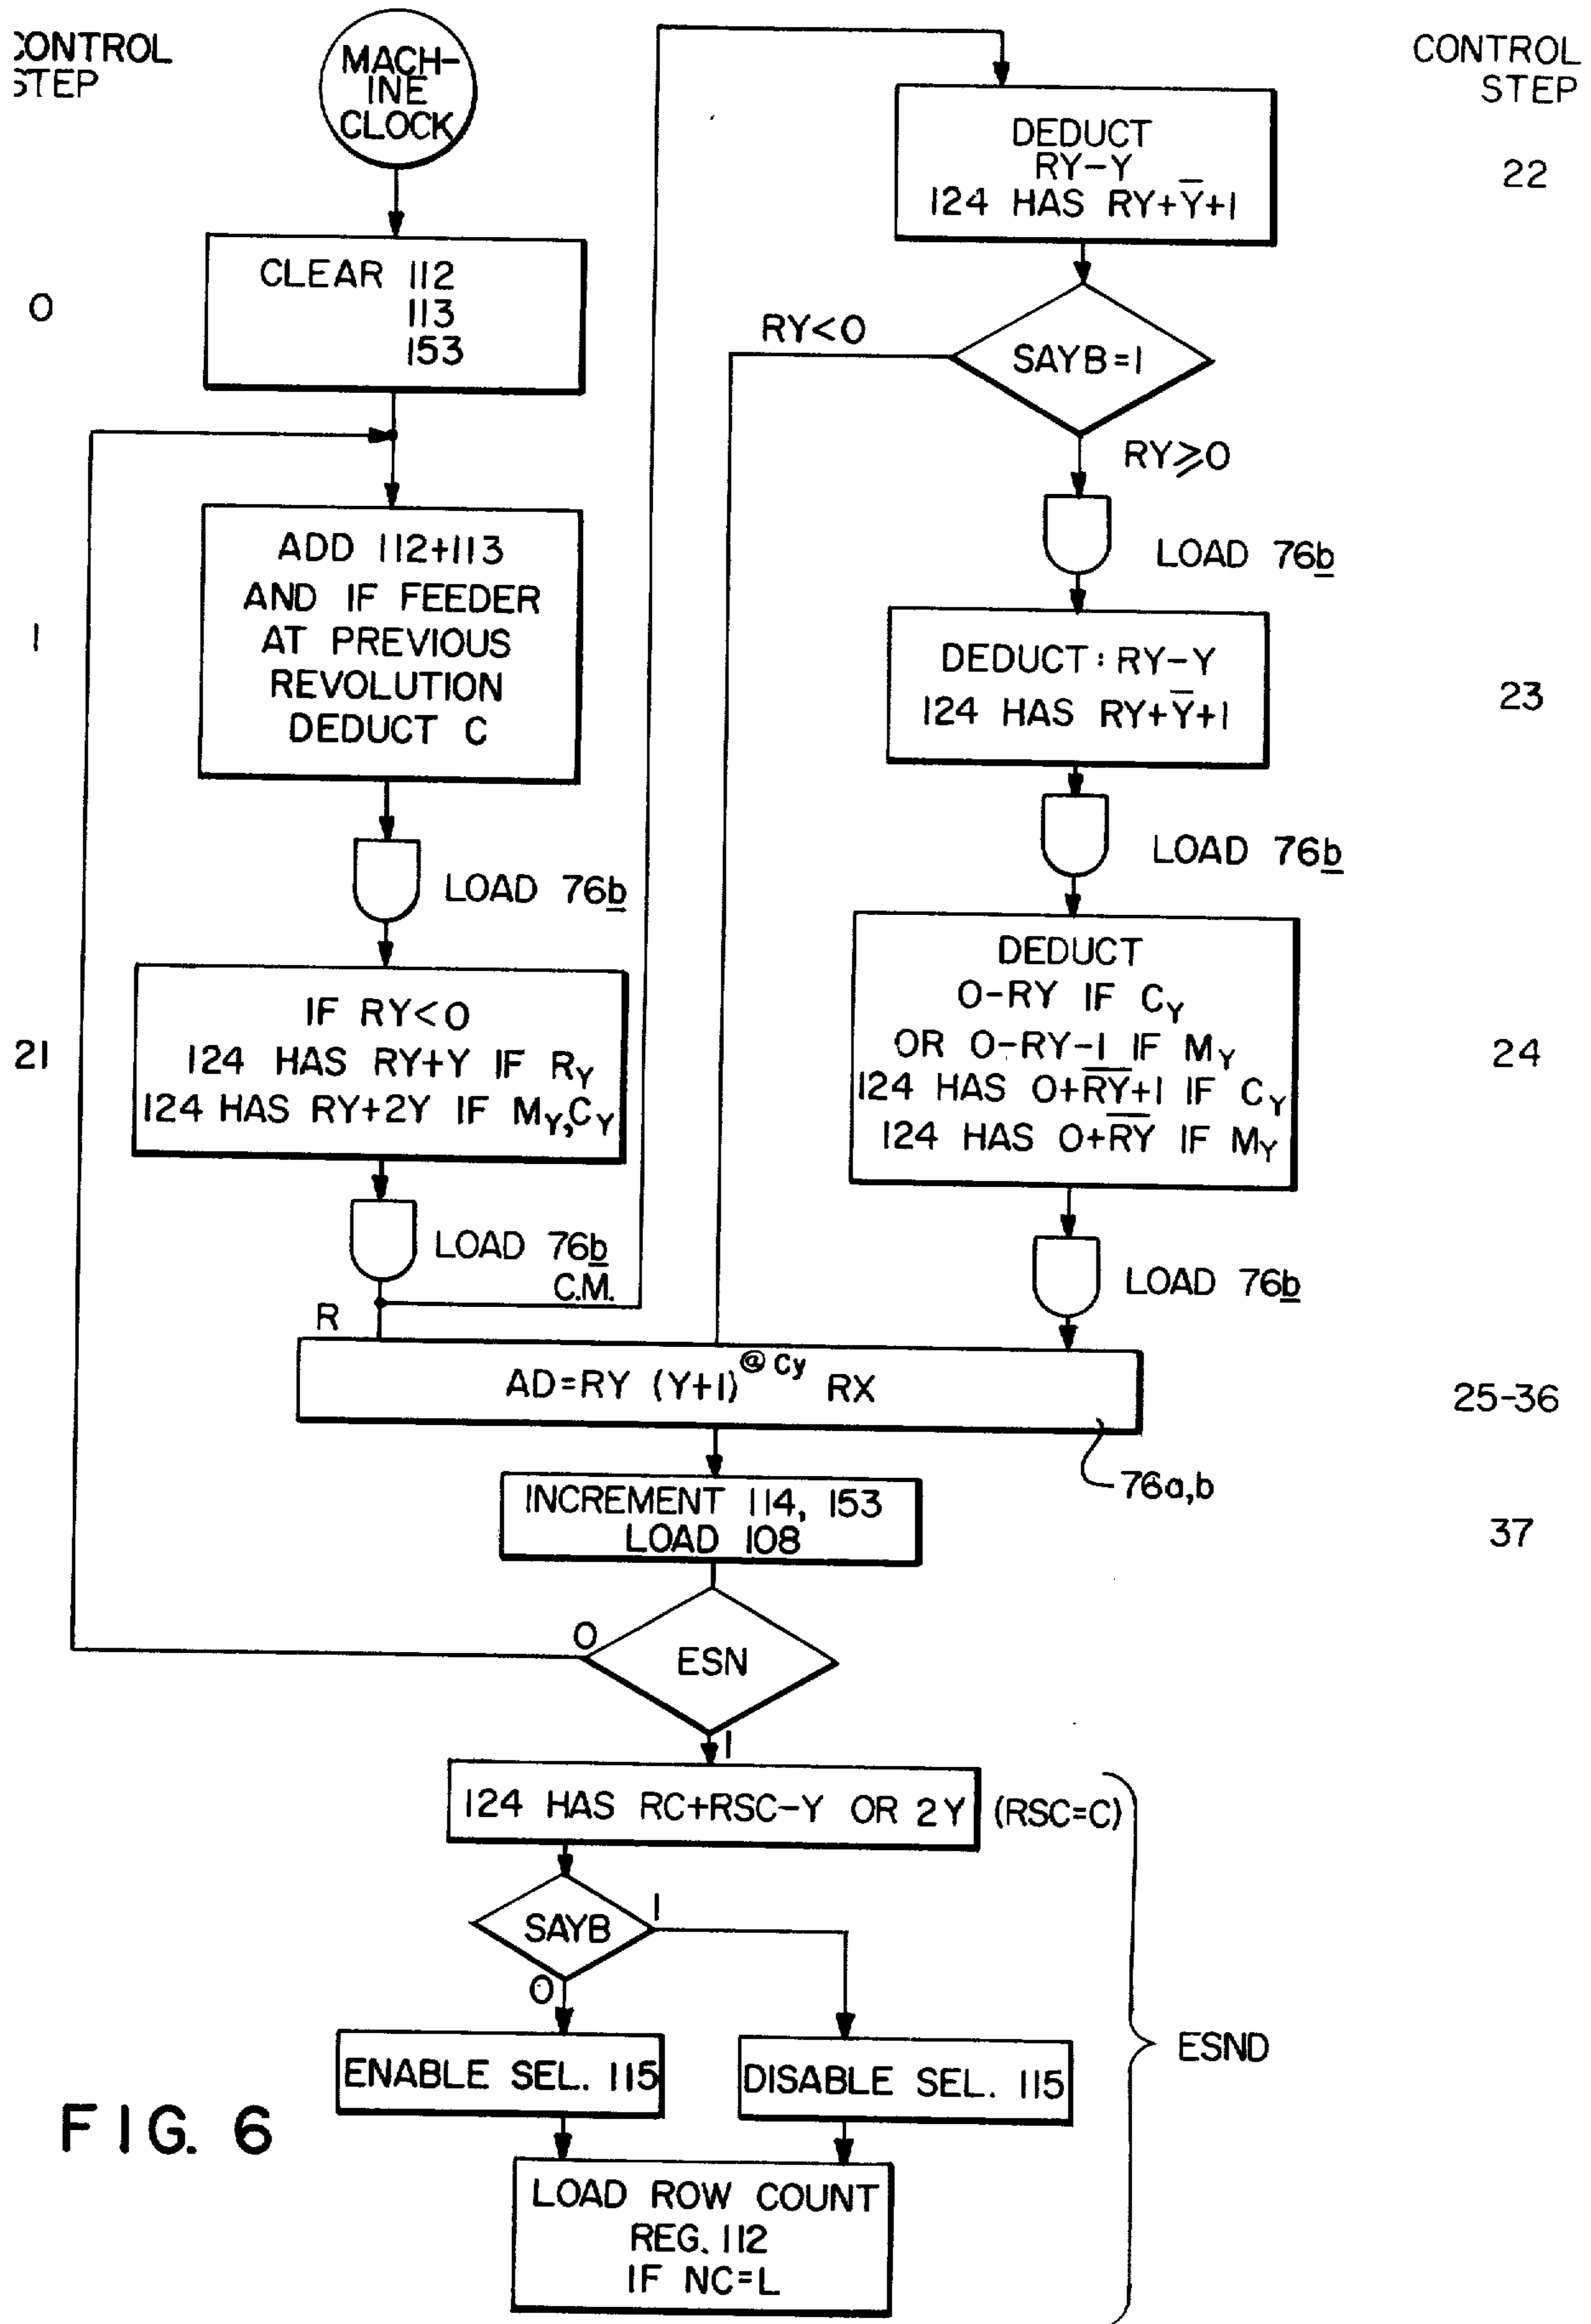 CONTROL
STEP
MACH-
INE
CLOCK
0
CLEAR 112
113
153
1
ADD 112+113
AND IF FEEDER
AT PREVIOUS
REVOLUTION
DEDUCT C
LOAD 76b
21
IF RY<0
124 HAS RY+Y IF RY
124 HAS RY+2Y IF MY,CY
LOAD 76b
C.M.
R
CONTROL
STEP
DEDUCT
RY-Y
124 HAS RY+Y̅+1
22
RY<0
SAYB=1
RY⩾0
LOAD 76b
DEDUCT: RY-Y
124 HAS RY+Y̅+1
23
LOAD 76b
DEDUCT
0-RY IF CY
OR 0-RY-1 IF MY
124 HAS 0+R̅Y̅+1 IF CY
124 HAS 0+R̅Y̅ IF MY
24
LOAD 76b
AD=RY (Y+1)@ Cy RX
25-36
76a,b
INCREMENT 114, 153
LOAD 108
37
0
ESN
1
124 HAS RC+RSC-Y OR 2Y (RSC=C)
SAYB
1
0
ENABLE SEL. 115
DISABLE SEL. 115
ESND
LOAD ROW COUNT
REG. 112
IF NC=L
FIG. 6